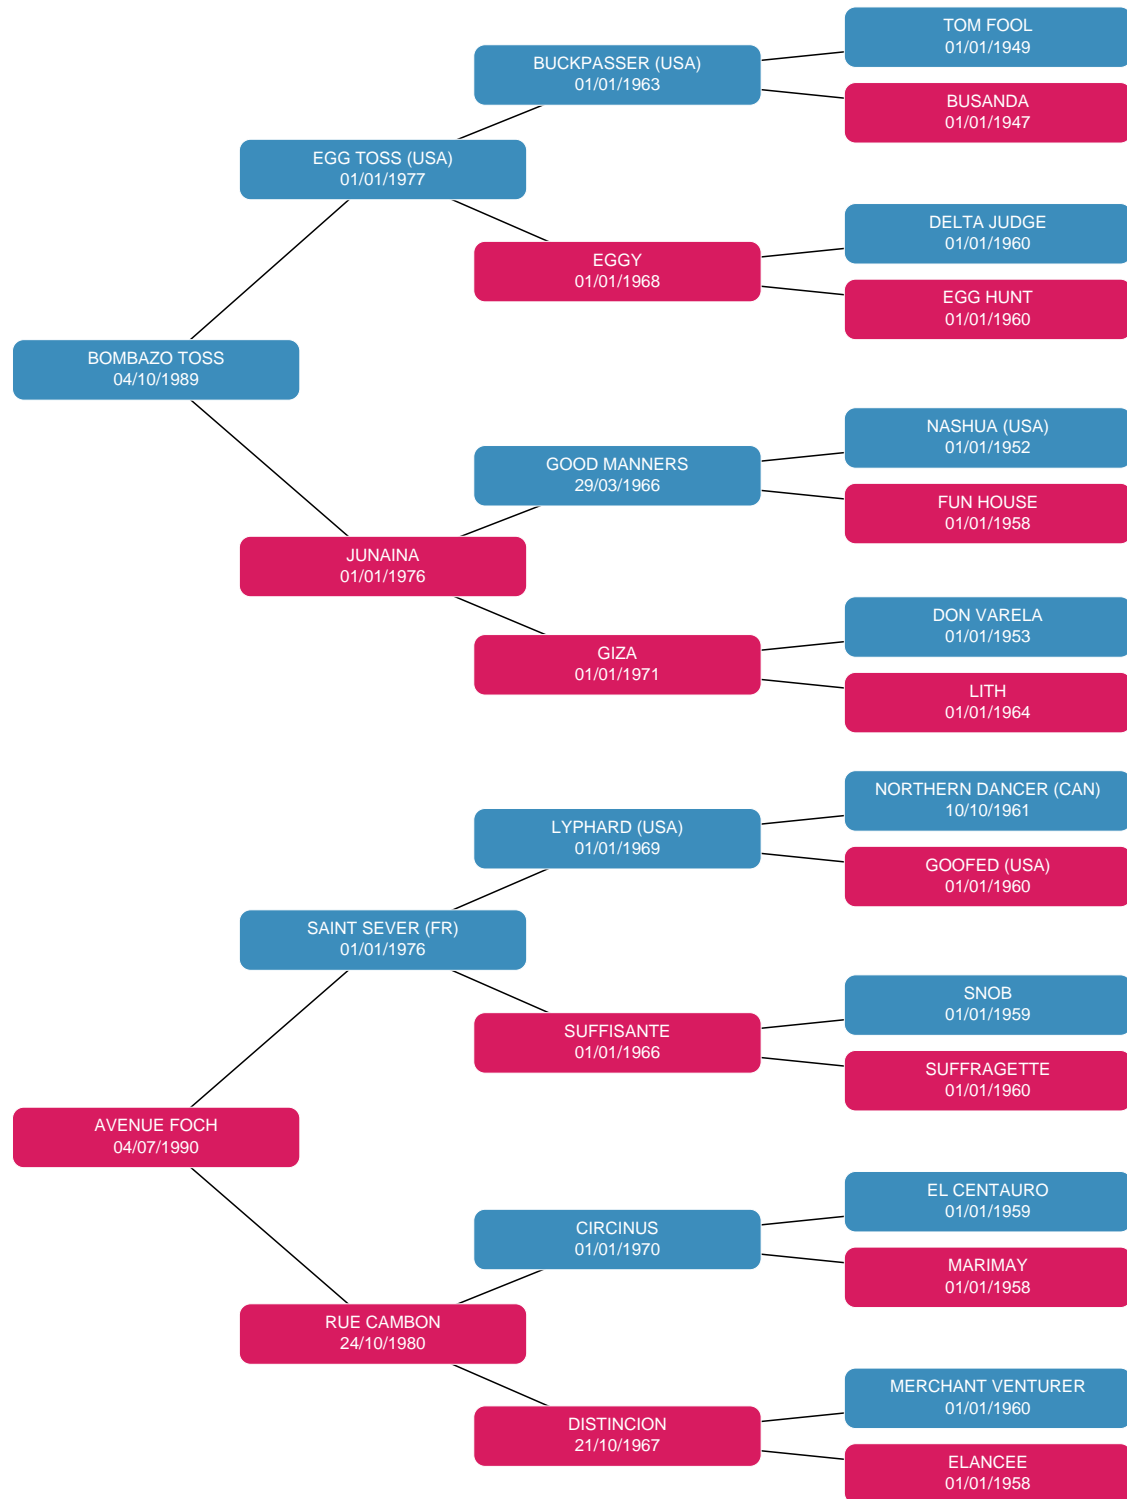 TOM FOOL
01/01/1949
BUCKPASSER (USA)
01/01/1963
BUSANDA
01/01/1947
EGG TOSS (USA)
01/01/1977
DELTA JUDGE
01/01/1960
EGGY
01/01/1968
EGG HUNT
01/01/1960
BOMBAZO TOSS
04/10/1989
NASHUA (USA)
01/01/1952
GOOD MANNERS
29/03/1966
FUN HOUSE
01/01/1958
JUNAINA
01/01/1976
DON VARELA
01/01/1953
GIZA
01/01/1971
LITH
01/01/1964
NORTHERN DANCER (CAN)
10/10/1961
LYPHARD (USA)
01/01/1969
GOOFED (USA)
01/01/1960
SAINT SEVER (FR)
01/01/1976
SNOB
01/01/1959
SUFFISANTE
01/01/1966
SUFFRAGETTE
01/01/1960
AVENUE FOCH
04/07/1990
EL CENTAURO
01/01/1959
CIRCINUS
01/01/1970
MARIMAY
01/01/1958
RUE CAMBON
24/10/1980
MERCHANT VENTURER
01/01/1960
DISTINCION
21/10/1967
ELANCEE
01/01/1958